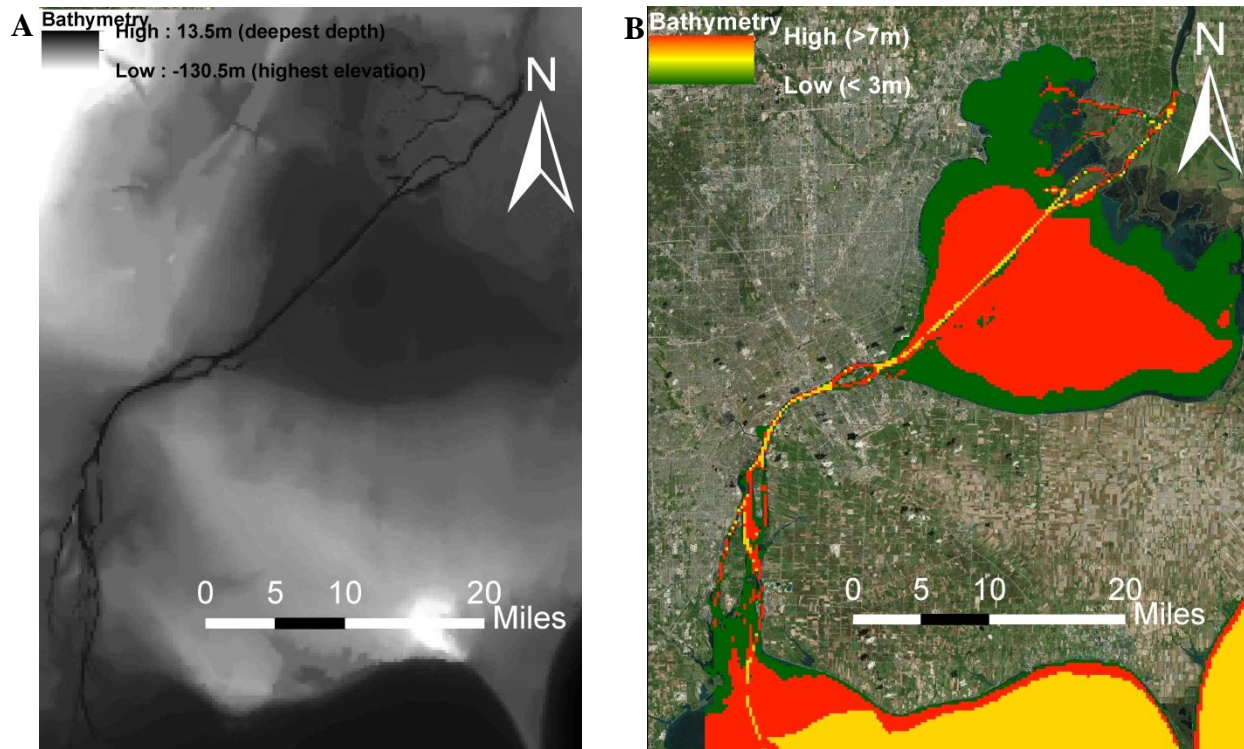 A
Bathymetry
High : 13.5m (deepest depth)
Low : -130.5m (highest elevation)
N
0 5 10 20
Miles
B
Bathymetry
High (>7m)
Low (< 3m)
N
0 5 10 20
Miles